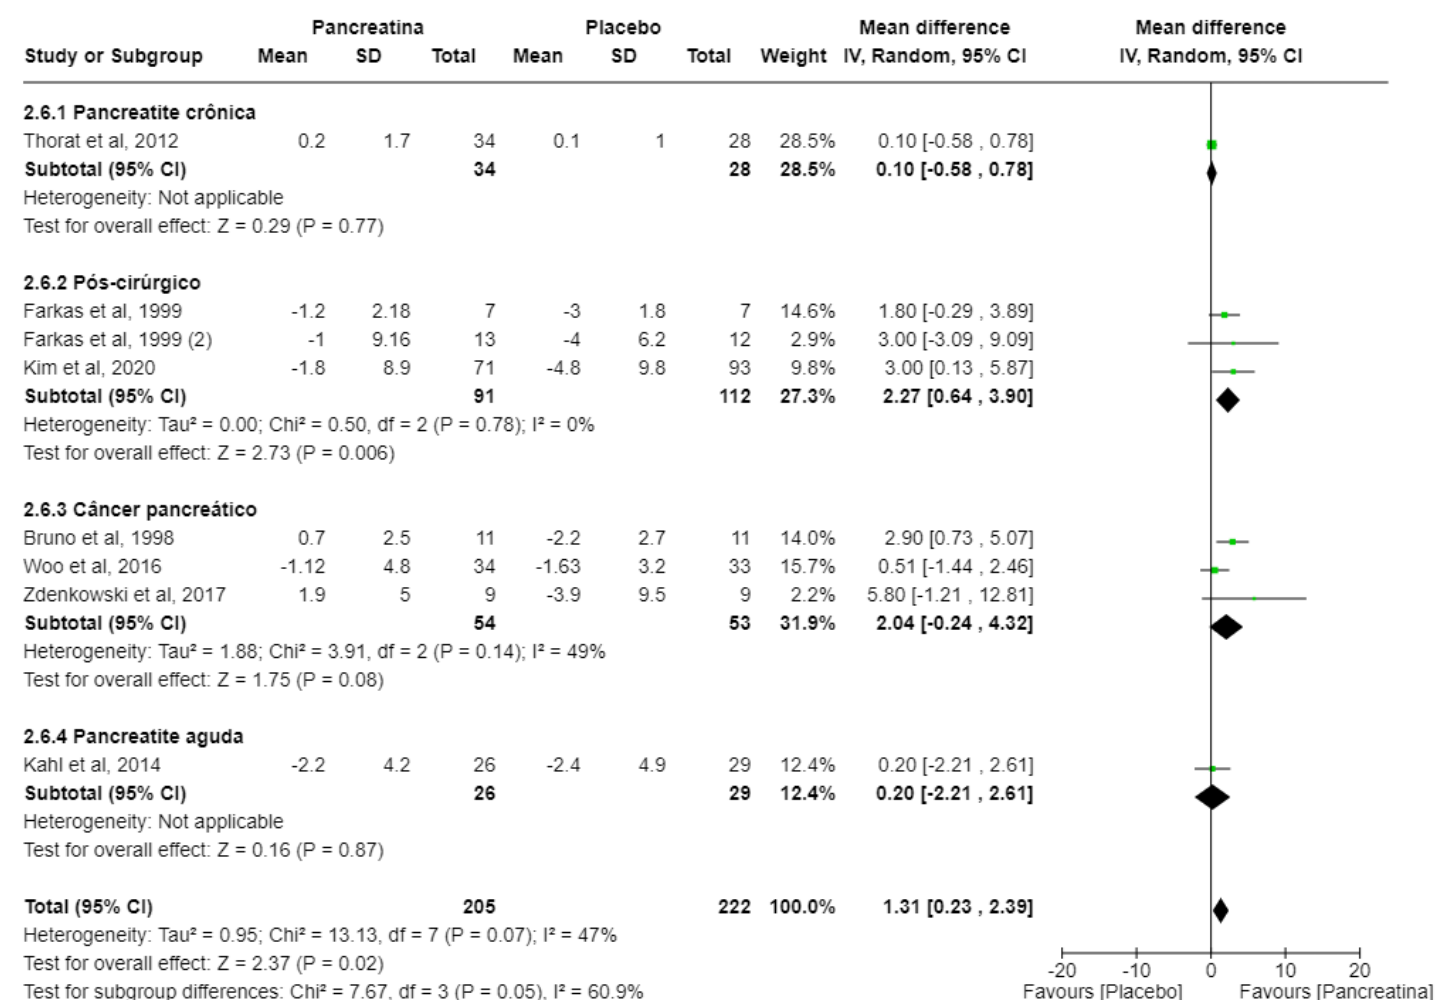 Pancreatina Placebo Mean difference Mean difference
Study or Subgroup Mean SD Total Mean SD Total Weight IV, Random, 95% CI IV, Random, 95% CI
2.6.1 Pancreatite crônica
Thorat et al, 2012 0.2 1.7 34 0.1 1 28 28.5% 0.10 [-0.58 , 0.78]
Subtotal (95% CI) 34 28 28.5% 0.10 [-0.58 , 0.78]
Heterogeneity: Not applicable
Test for overall effect: Z = 0.29 (P = 0.77)
2.6.2 Pós-cirúrgico
Farkas et al, 1999 -1.2 2.18 7 -3 1.8 7 14.6% 1.80 [-0.29 , 3.89]
Farkas et al, 1999 (2) -1 9.16 13 -4 6.2 12 2.9% 3.00 [-3.09 , 9.09]
Kim et al, 2020 -1.8 8.9 71 -4.8 9.8 93 9.8% 3.00 [0.13 , 5.87]
Subtotal (95% CI) 91 112 27.3% 2.27 [0.64 , 3.90]
Heterogeneity: Tau² = 0.00; Chi² = 0.50, df = 2 (P = 0.78); I² = 0%
Test for overall effect: Z = 2.73 (P = 0.006)
2.6.3 Câncer pancreático
Bruno et al, 1998 0.7 2.5 11 -2.2 2.7 11 14.0% 2.90 [0.73 , 5.07]
Woo et al, 2016 -1.12 4.8 34 -1.63 3.2 33 15.7% 0.51 [-1.44 , 2.46]
Zdenkowski et al, 2017 1.9 5 9 -3.9 9.5 9 2.2% 5.80 [-1.21 , 12.81]
Subtotal (95% CI) 54 53 31.9% 2.04 [-0.24 , 4.32]
Heterogeneity: Tau² = 1.88; Chi² = 3.91, df = 2 (P = 0.14); I² = 49%
Test for overall effect: Z = 1.75 (P = 0.08)
2.6.4 Pancreatite aguda
Kahl et al, 2014 -2.2 4.2 26 -2.4 4.9 29 12.4% 0.20 [-2.21 , 2.61]
Subtotal (95% CI) 26 29 12.4% 0.20 [-2.21 , 2.61]
Heterogeneity: Not applicable
Test for overall effect: Z = 0.16 (P = 0.87)
Total (95% CI) 205 222 100.0% 1.31 [0.23 , 2.39]
Heterogeneity: Tau² = 0.95; Chi² = 13.13, df = 7 (P = 0.07); I² = 47%
Test for overall effect: Z = 2.37 (P = 0.02) -20 -10 0 10 20
Test for subgroup differences: Chi² = 7.67, df = 3 (P = 0.05), I² = 60.9% Favours [Placebo] Favours [Pancreatina]